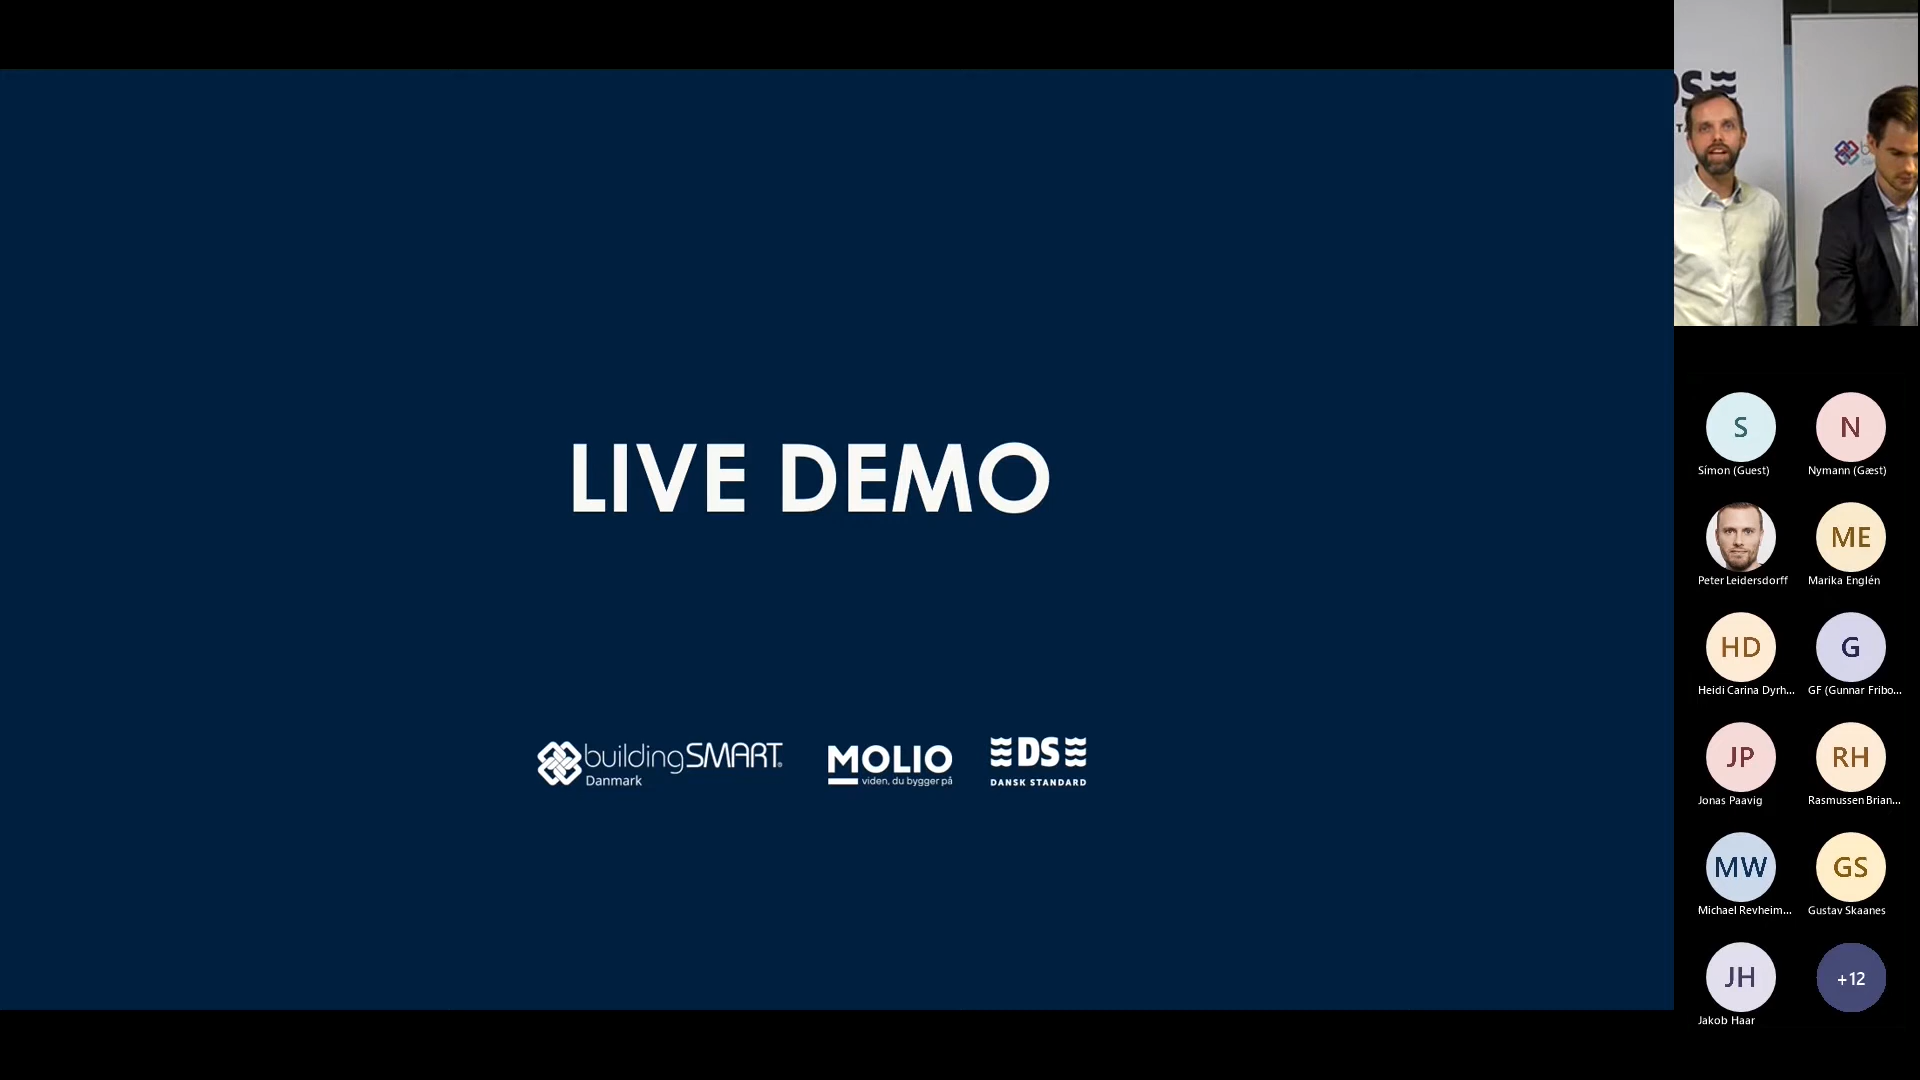 LIVE DEMO
buildingSMART®
Danmark
MOLIO
viden, du bygger på
DS
DANSK STANDARD
DS
S
Símon (Guest)
N
Nymann (Gæst)
Peter Leidersdorff
ME
Marika Englén
HD
Heidi Carina Dyrh...
G
GF (Gunnar Fribo...
JP
Jonas Paavig
RH
Rasmussen Brian...
MW
Michael Revheim...
GS
Gustav Skaanes
JH
Jakob Haar
+12